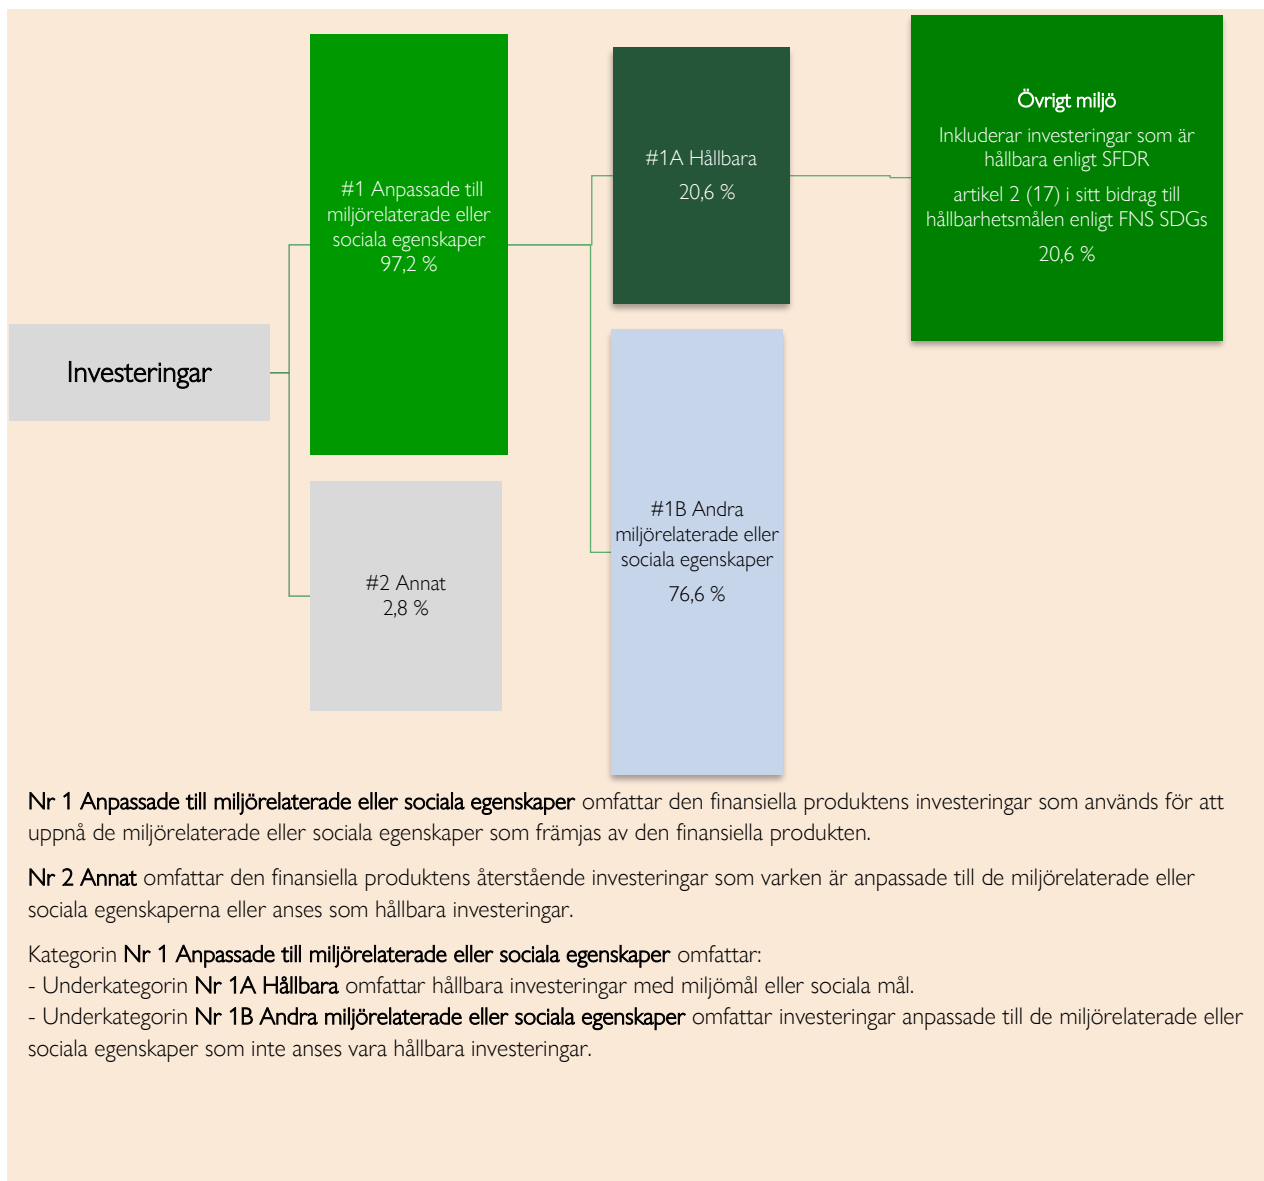 Investeringar
#1 Anpassade till
miljörelaterade eller
sociala egenskaper
97,2 %
#2 Annat
2,8 %
#1A Hållbara
20,6 %
#1B Andra
miljörelaterade eller
sociala egenskaper
76,6 %
Övrigt miljö
Inkluderar investeringar som är
hållbara enligt SFDR
artikel 2 (17) i sitt bidrag till
hållbarhetsmålen enligt FNS SDGs
20,6 %
Nr 1 Anpassade till miljörelaterade eller sociala egenskaper omfattar den finansiella produktens investeringar som används för att
uppnå de miljörelaterade eller sociala egenskaper som främjas av den finansiella produkten.
Nr 2 Annat omfattar den finansiella produktens återstående investeringar som varken är anpassade till de miljörelaterade eller
sociala egenskaperna eller anses som hållbara investeringar.
Kategorin Nr 1 Anpassade till miljörelaterade eller sociala egenskaper omfattar:
- Underkategorin Nr 1A Hållbara omfattar hållbara investeringar med miljömål eller sociala mål.
- Underkategorin Nr 1B Andra miljörelaterade eller sociala egenskaper omfattar investeringar anpassade till de miljörelaterade eller
sociala egenskaper som inte anses vara hållbara investeringar.